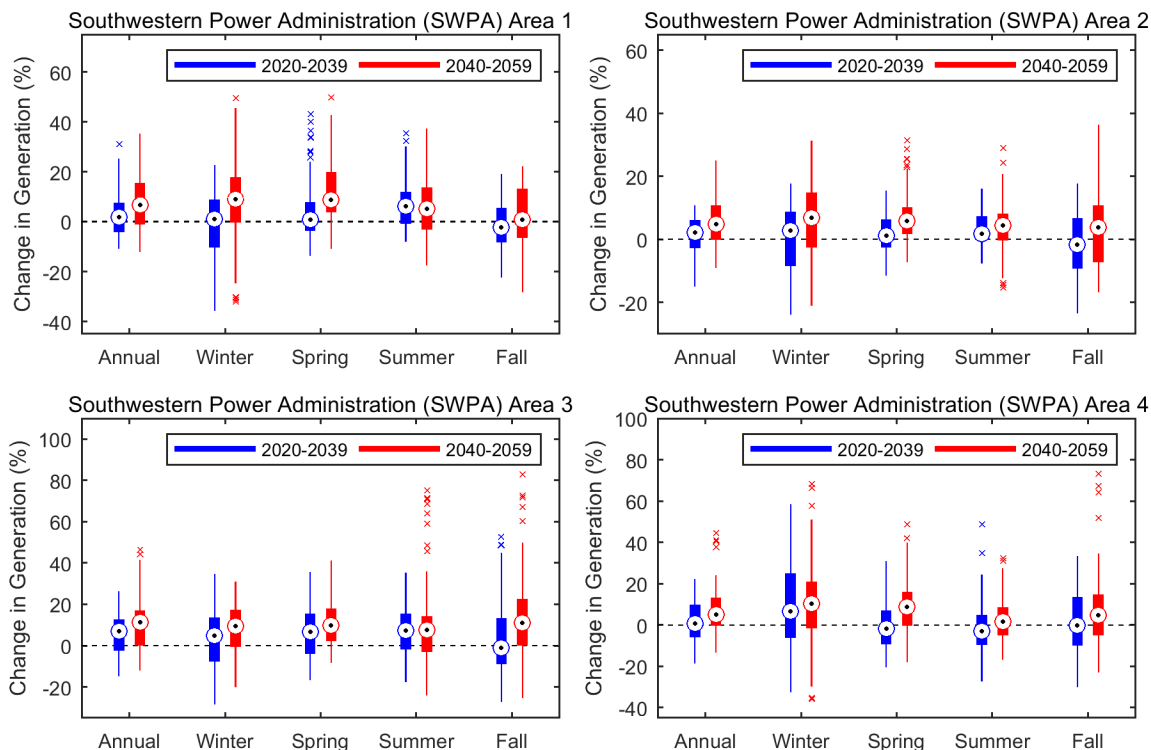 Southwestern Power Administration (SWPA) Area 1
Change in Generation (%)
60
40
20
0
-20
-40
2020-2039 2040-2059
Annual Winter Spring Summer Fall
Southwestern Power Administration (SWPA) Area 2
Change in Generation (%)
60
40
20
0
-20
2020-2039 2040-2059
Annual Winter Spring Summer Fall
Southwestern Power Administration (SWPA) Area 3
Change in Generation (%)
100
80
60
40
20
0
-20
2020-2039 2040-2059
Annual Winter Spring Summer Fall
Southwestern Power Administration (SWPA) Area 4
Change in Generation (%)
100
80
60
40
20
0
-20
-40
2020-2039 2040-2059
Annual Winter Spring Summer Fall